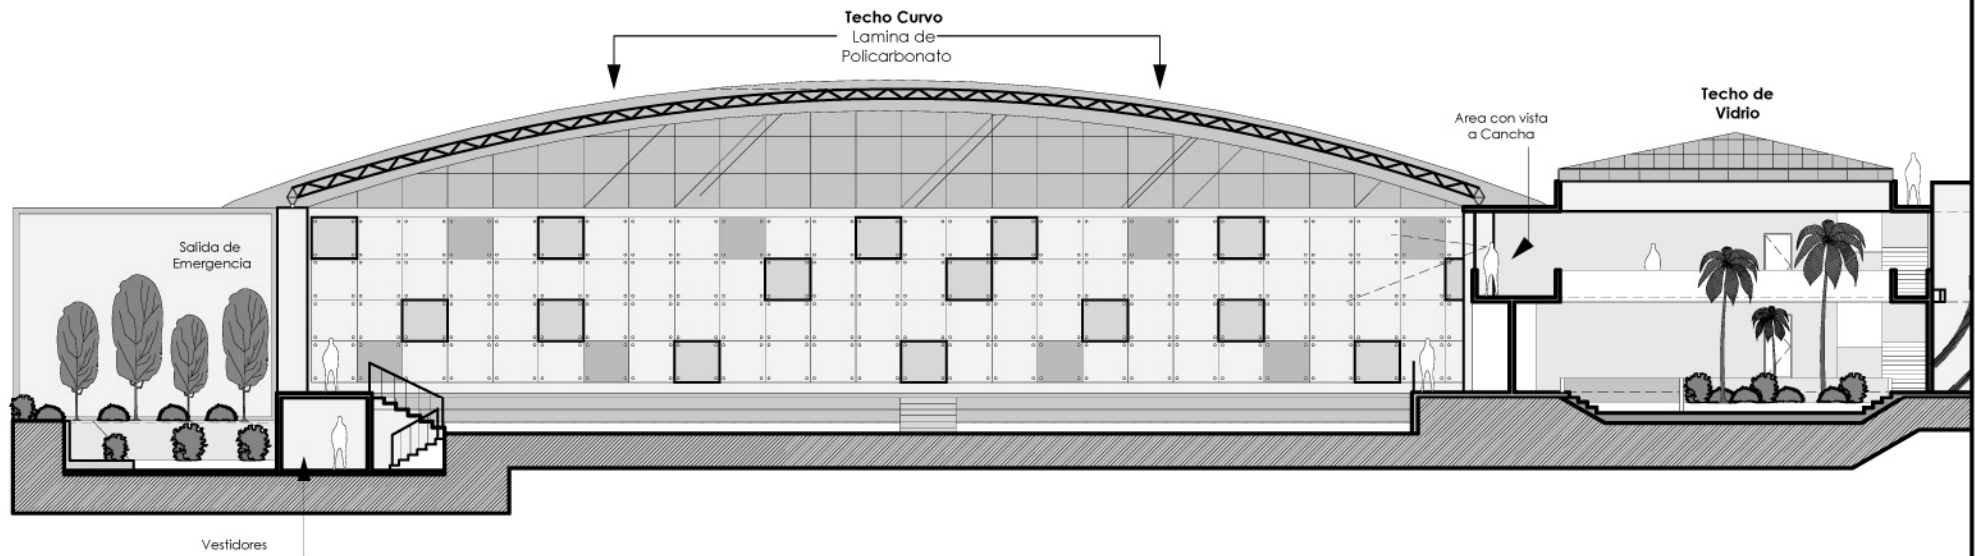 Techo Curvo
Lamina de
Policarbonato
Techo de
Vidrio
Area con vista
a Cancha
Salida de
Emergencia
Vestidores